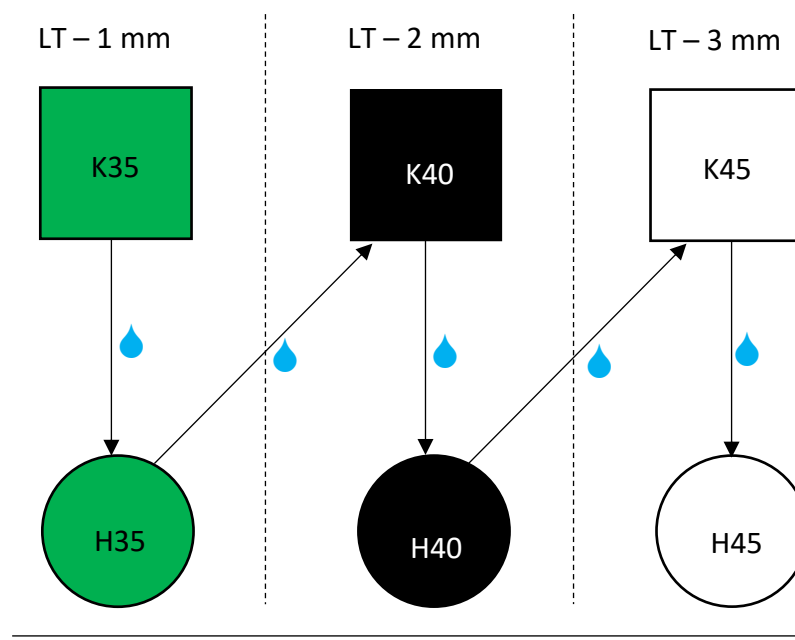 LT – 1 mm
LT – 2 mm
LT – 3 mm
K35
K40
K45
H35
H40
H45